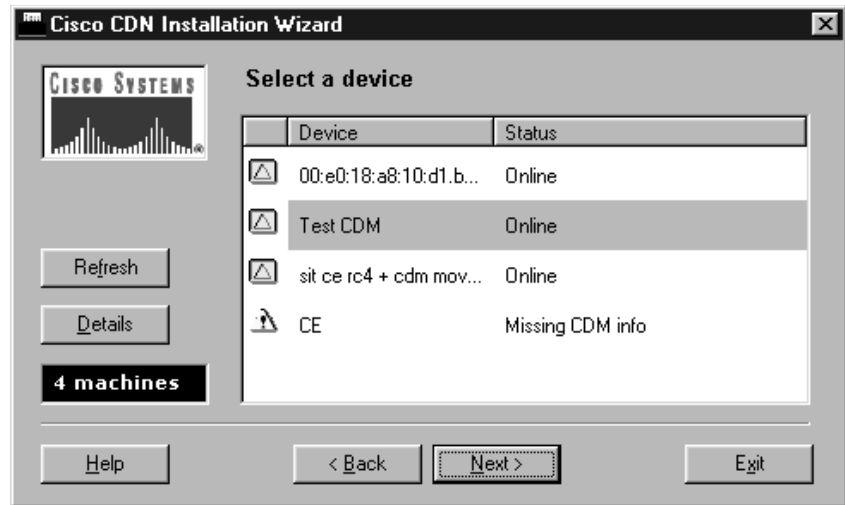 Cisco CDN Installation Wizard
CISCO SYSTEMS
®
Select a device
Device Status
00:e0:18:a8:10:d1.b... Online
Test CDM Online
sit ce rc4 + cdm mov... Online
CE Missing CDM info
Refresh
Details
4 machines
Help
< Back
Next >
Exit